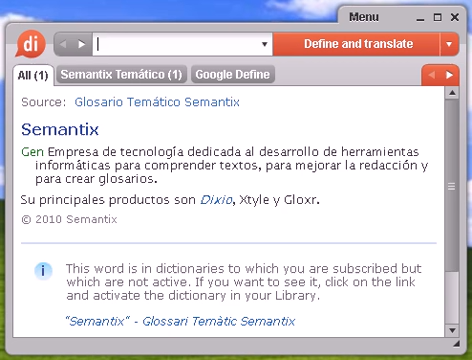 Menu
di
Define and translate
All (1)
Semantix Temático (1)
Google Define
Source: Glosario Temático Semantix
Semantix
Gen Empresa de tecnología dedicada al desarrollo de herramientas
informáticas para comprender textos, para mejorar la redacción y
para crear glosarios.
Su principales productos son Dixio, Xtyle y Gloxr.
© 2010 Semantix
i
This word is in dictionaries to which you are subscribed but
which are not active. If you want to see it, click on the link
and activate the dictionary in your Library.
"Semantix" - Glossari Temàtic Semantix